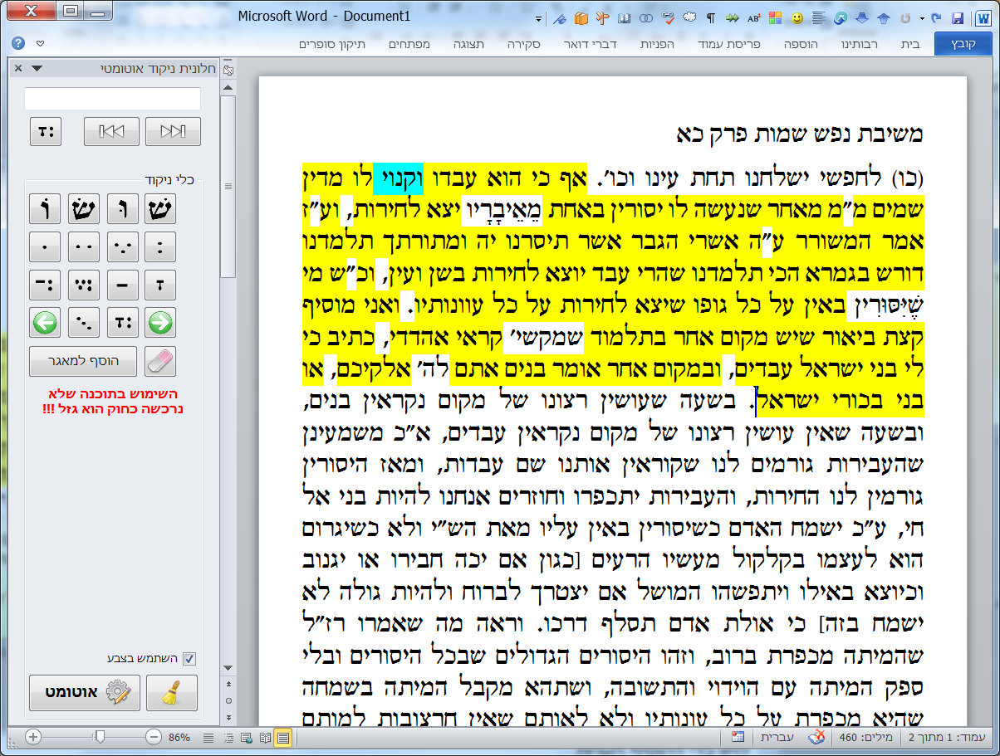 Microsoft Word - Document1
קובץ בית רבותינו הוספה פריסת עמוד הפניות דברי דואר סקירה תצוגה מפתחים תיקון סופרים
משיבת נפש שמות פרק כא
(כו) לחפשי ישלחנו תחת עינו וכו'. אף כי הוא עבדו וקנוי לו מדין
שמים מ"מ מאחר שנעשה לו יסורין באחת מֵאֵיבָרָיו יצא לחירות, וע"ז
אמר המשורר ע"ה אשרי הגבר אשר תיסרנו יה ומתורתך תלמדנו
דורש בגמרא הכי תלמדנו שהרי עבד יוצא לחירות בשן ועין, וכ"ש מי
שֶׁיִּסּוּרִין באין על כל גופו שיצא לחירות על כל עוונותיו. ואני מוסיף
קצת ביאור שיש מקום אחר בתלמוד שמקשי' קראי אהדדי, כתיב כי
לי בני ישראל עבדים, ובמקום אחר אומר בנים אתם לה' אלקיכם, או
בני בכורי ישראל. בשעה שעושין רצונו של מקום נקראין בנים,
ובשעה שאין עושין רצונו של מקום נקראין עבדים, א"כ משמעינן
שהעבירות גורמים לנו שקוראין אותנו שם עבדות, ומאז היסורין
גורמין לנו החירות, והעבירות יתכפרו וחוזרים אנחנו להיות בני אל
חי, ע"כ ישמח האדם כשיסורין באין עליו מאת הש"י ולא כשיגרום
הוא לעצמו בקלקול מעשיו הרעים [כגון אם יכה חבירו או יגנוב
וכיוצא באילו ויתפשהו המושל אם יצטרך לברוח ולהיות גולה לא
ישמח בזה] כי אולת אדם תסלף דרכו. וראה מה שאמרו רז"ל
שהמיתה מכפרת ברוב, וזהו היסורים הגדולים שבכל היסורים ובלי
ספק המיתה עם הוידוי והתשובה, ושתהא מקבל המיתה בשמחה
שהיא מכפרת על כל עונותיו ולא לאותם שאין חרצובות למותם
חלונית ניקוד אוטומטי
כלי ניקוד
הוסף למאגר
השימוש בתוכנה שלא
נרכשה כחוק הוא גזל !!!
השתמש בצבע
אוטומט
עמוד: 1 מתוך 2 מילים: 460 עברית 86%